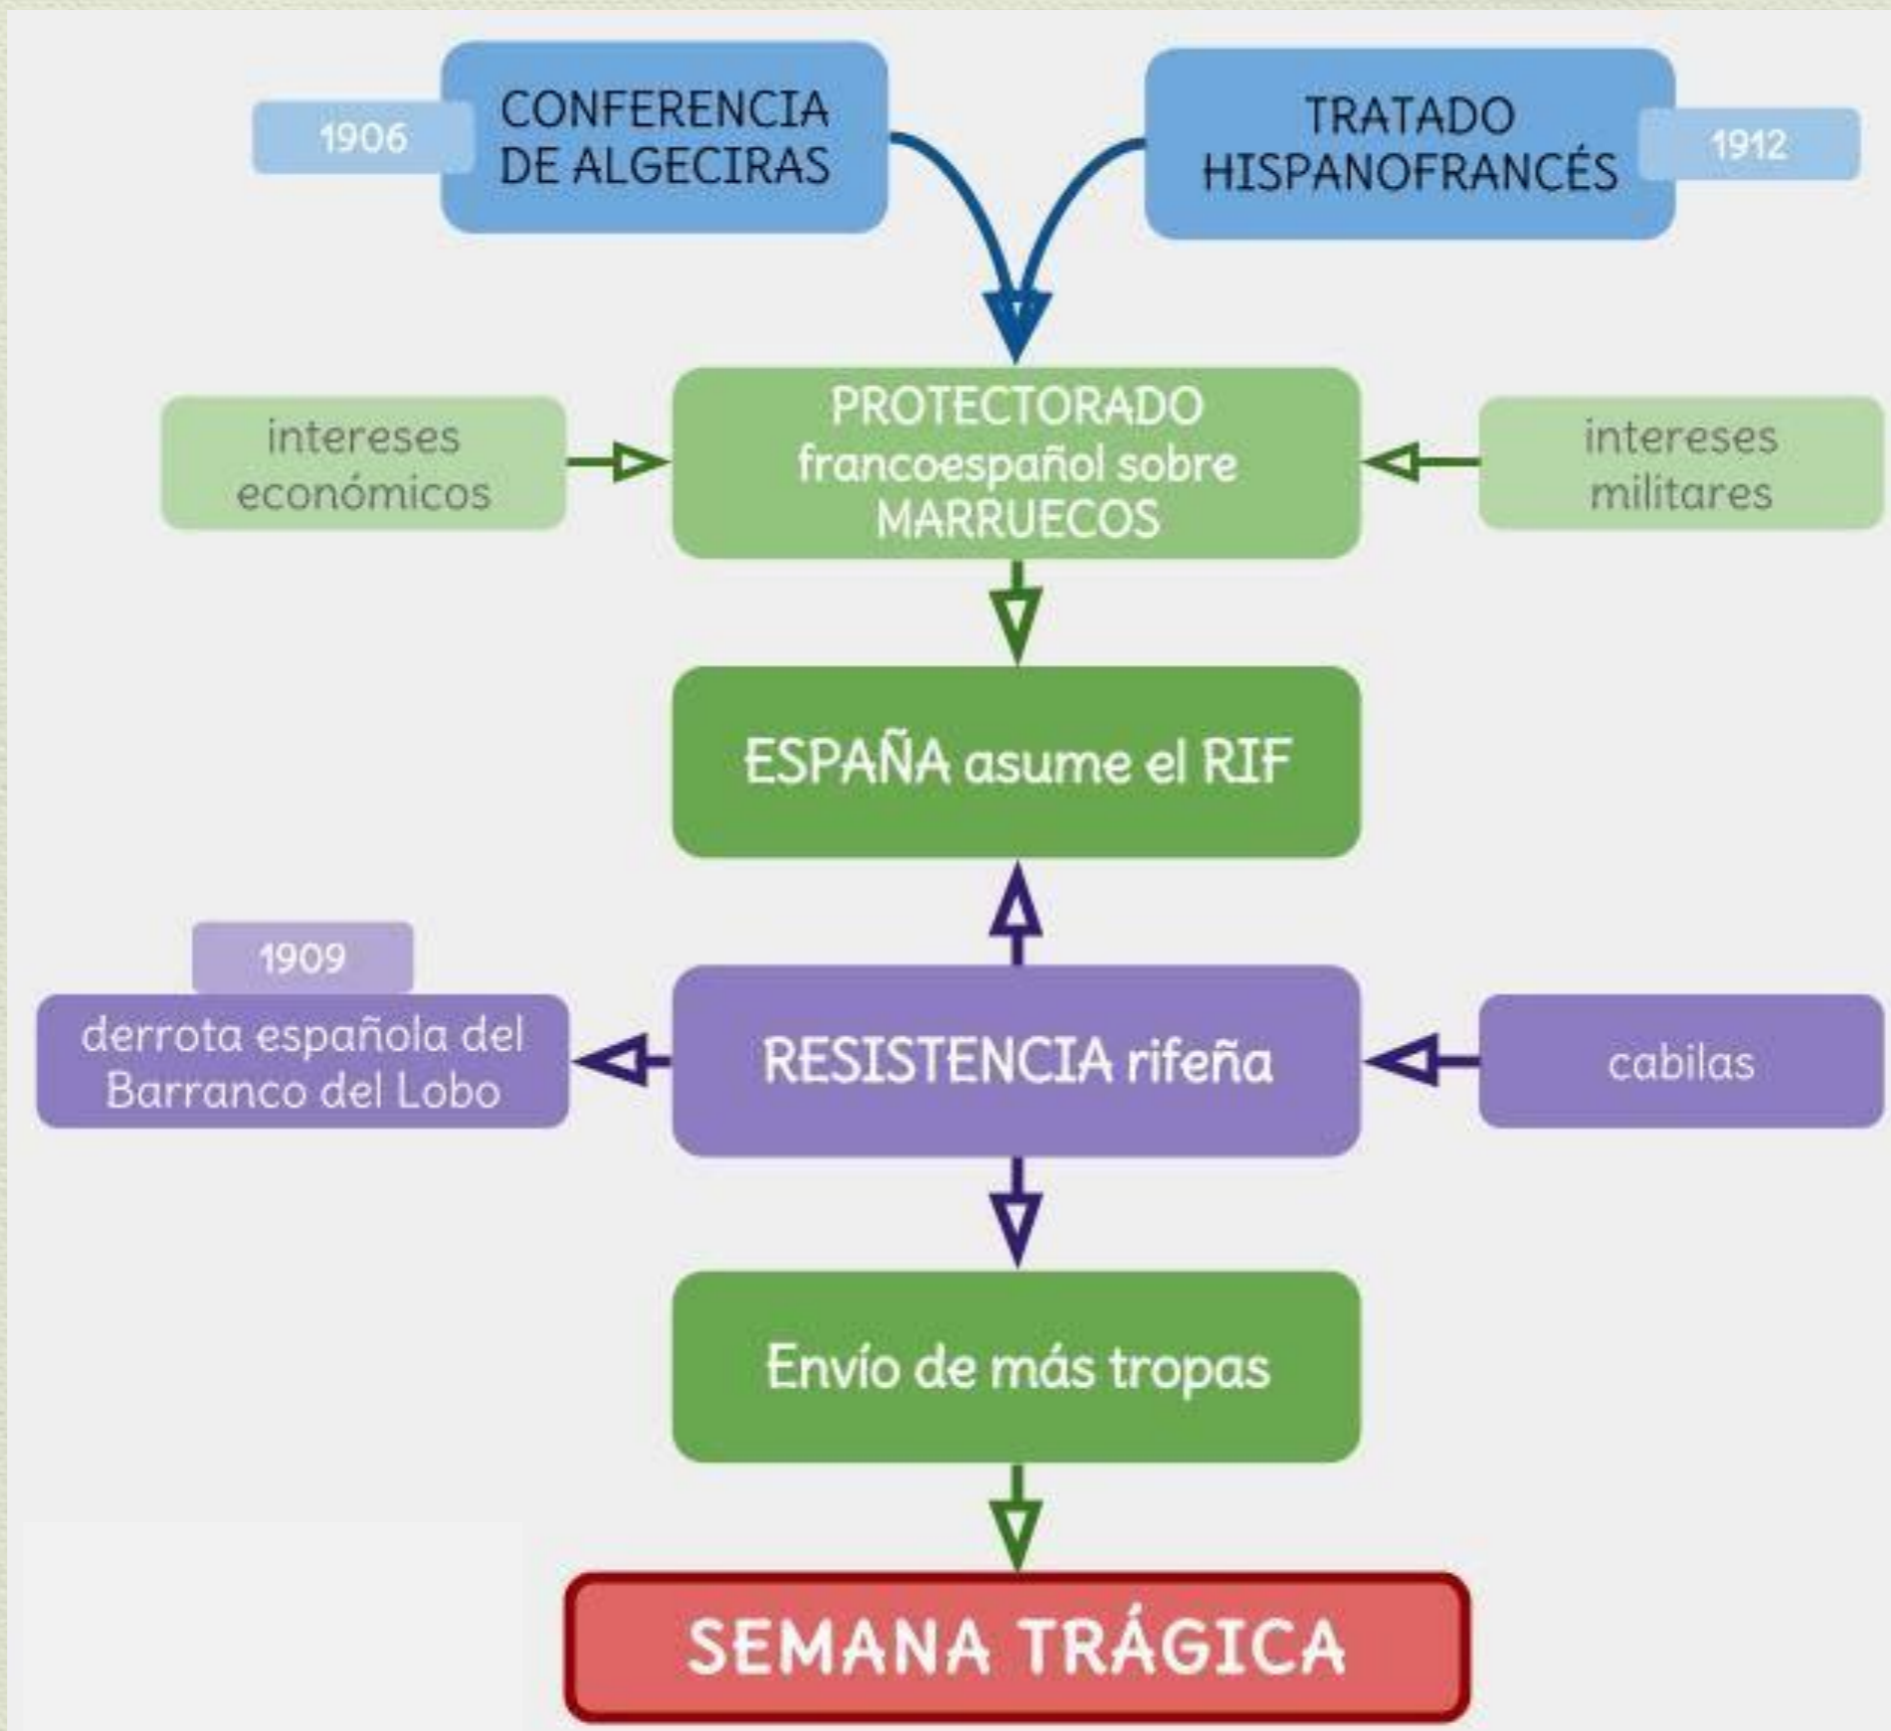 1906
CONFERENCIA
DE ALGECIRAS
TRATADO
HISPANOFRANCÉS
1912
intereses
económicos
PROTECTORADO
francoespañol sobre
MARRUECOS
intereses
militares
ESPAÑA asume el RIF
1909
derrota española del
Barranco del Lobo
RESISTENCIA rifeña
cabilas
Envío de más tropas
SEMANA TRÁGICA